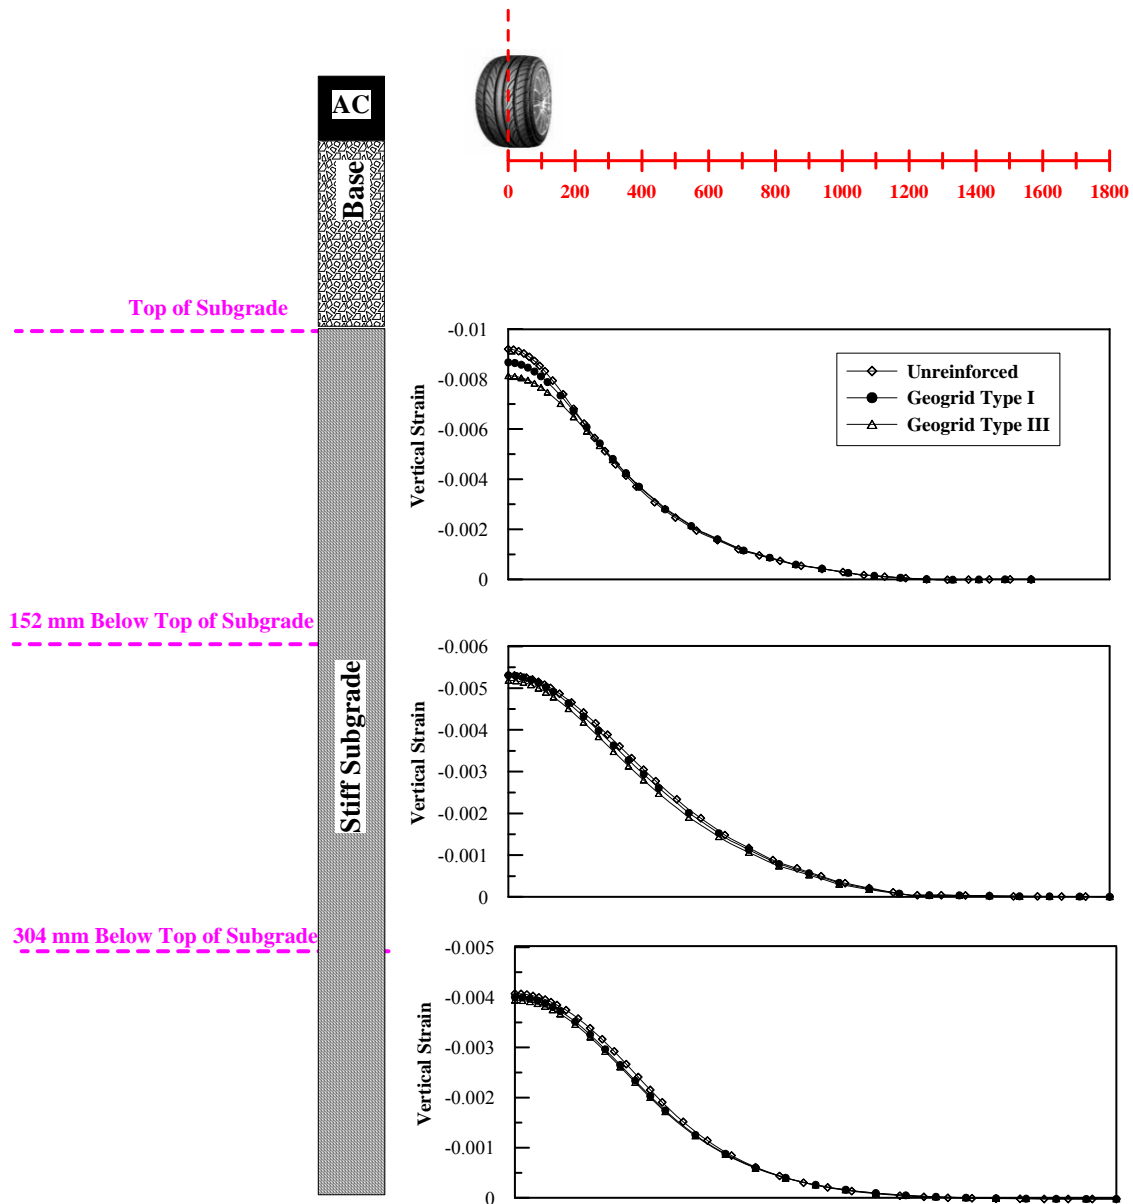 AC
Base
0 200 400 600 800 1000 1200 1400 1600 1800
Top of Subgrade
-0.01
-0.008
-0.006
-0.004
-0.002
0
Vertical Strain
Unreinforced
Geogrid Type I
Geogrid Type III
152 mm Below Top of Subgrade
Stiff Subgrade
-0.006
-0.005
-0.004
-0.003
-0.002
-0.001
0
Vertical Strain
304 mm Below Top of Subgrade
-0.005
-0.004
-0.003
-0.002
-0.001
0
Vertical Strain